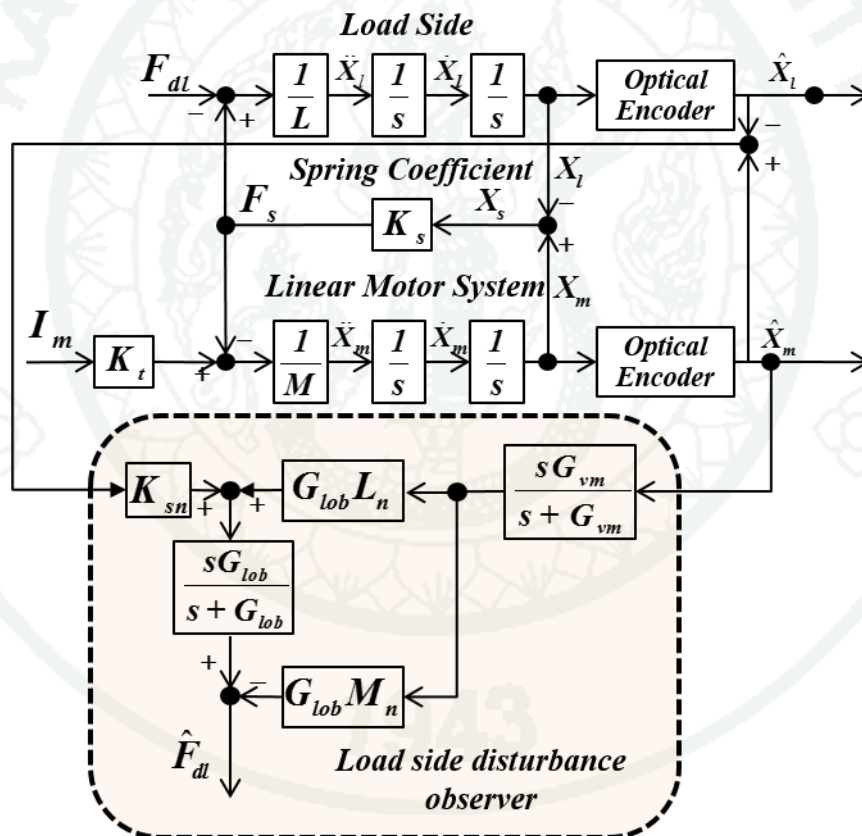 Load Side
F_dl
−
+
1/L
Ẍ_l
1/s
Ẋ_l
1/s
Optical
Encoder
X̂_l
−
+
Spring Coefficient
X_l
F_s
K_s
X_s
−
+
Linear Motor System
X_m
I_m
K_t
−
+
1/M
Ẍ_m
1/s
Ẋ_m
1/s
Optical
Encoder
X̂_m
K_sn
+
+
G_lob L_n
sG_vm / (s + G_vm)
sG_lob / (s + G_lob)
+
−
G_lob M_n
F̂_dl
Load side disturbance
observer
1943